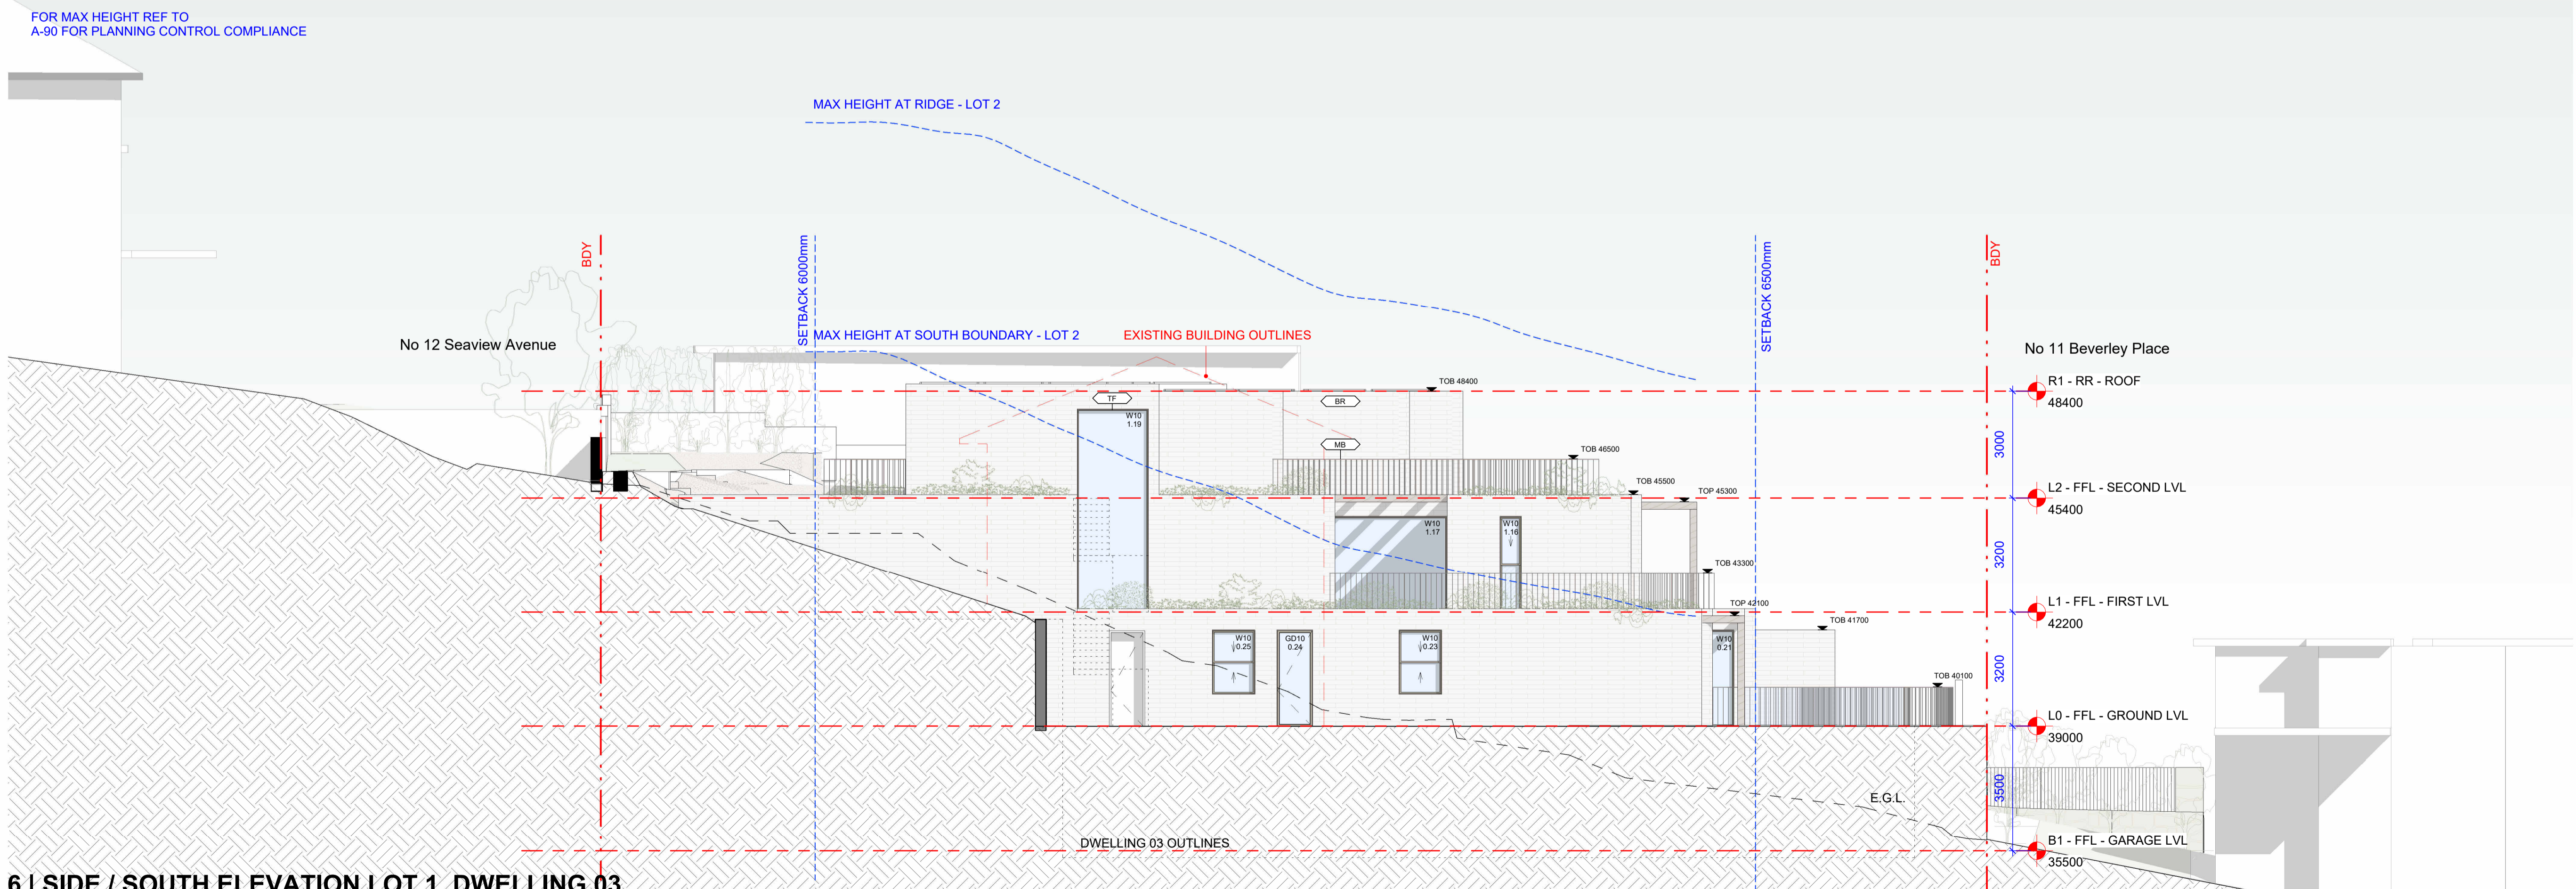 FOR MAX HEIGHT REF TO
A-90 FOR PLANNING CONTROL COMPLIANCE
MAX HEIGHT AT RIDGE - LOT 2
BDY
SETBACK 6000mm
SETBACK 6500mm
BDY
No 12 Seaview Avenue
MAX HEIGHT AT SOUTH BOUNDARY - LOT 2
EXISTING BUILDING OUTLINES
No 11 Beverley Place
R1 - RR - ROOF
48400
TOB 48400
TF
BR
W10
1.19
MB
3000
TOB 46500
TOB 45500
TOP 45300
L2 - FFL - SECOND LVL
45400
W10
1.17
W10
1.16
3200
TOB 43300
TOP 42100
L1 - FFL - FIRST LVL
42200
TOB 41700
W10
0.25
GD10
0.24
W10
0.23
W10
0.21
3200
TOB 40100
L0 - FFL - GROUND LVL
39000
3500
E.G.L.
DWELLING 03 OUTLINES
B1 - FFL - GARAGE LVL
35500
6 | SIDE / SOUTH ELEVATION LOT 1, DWELLING 03